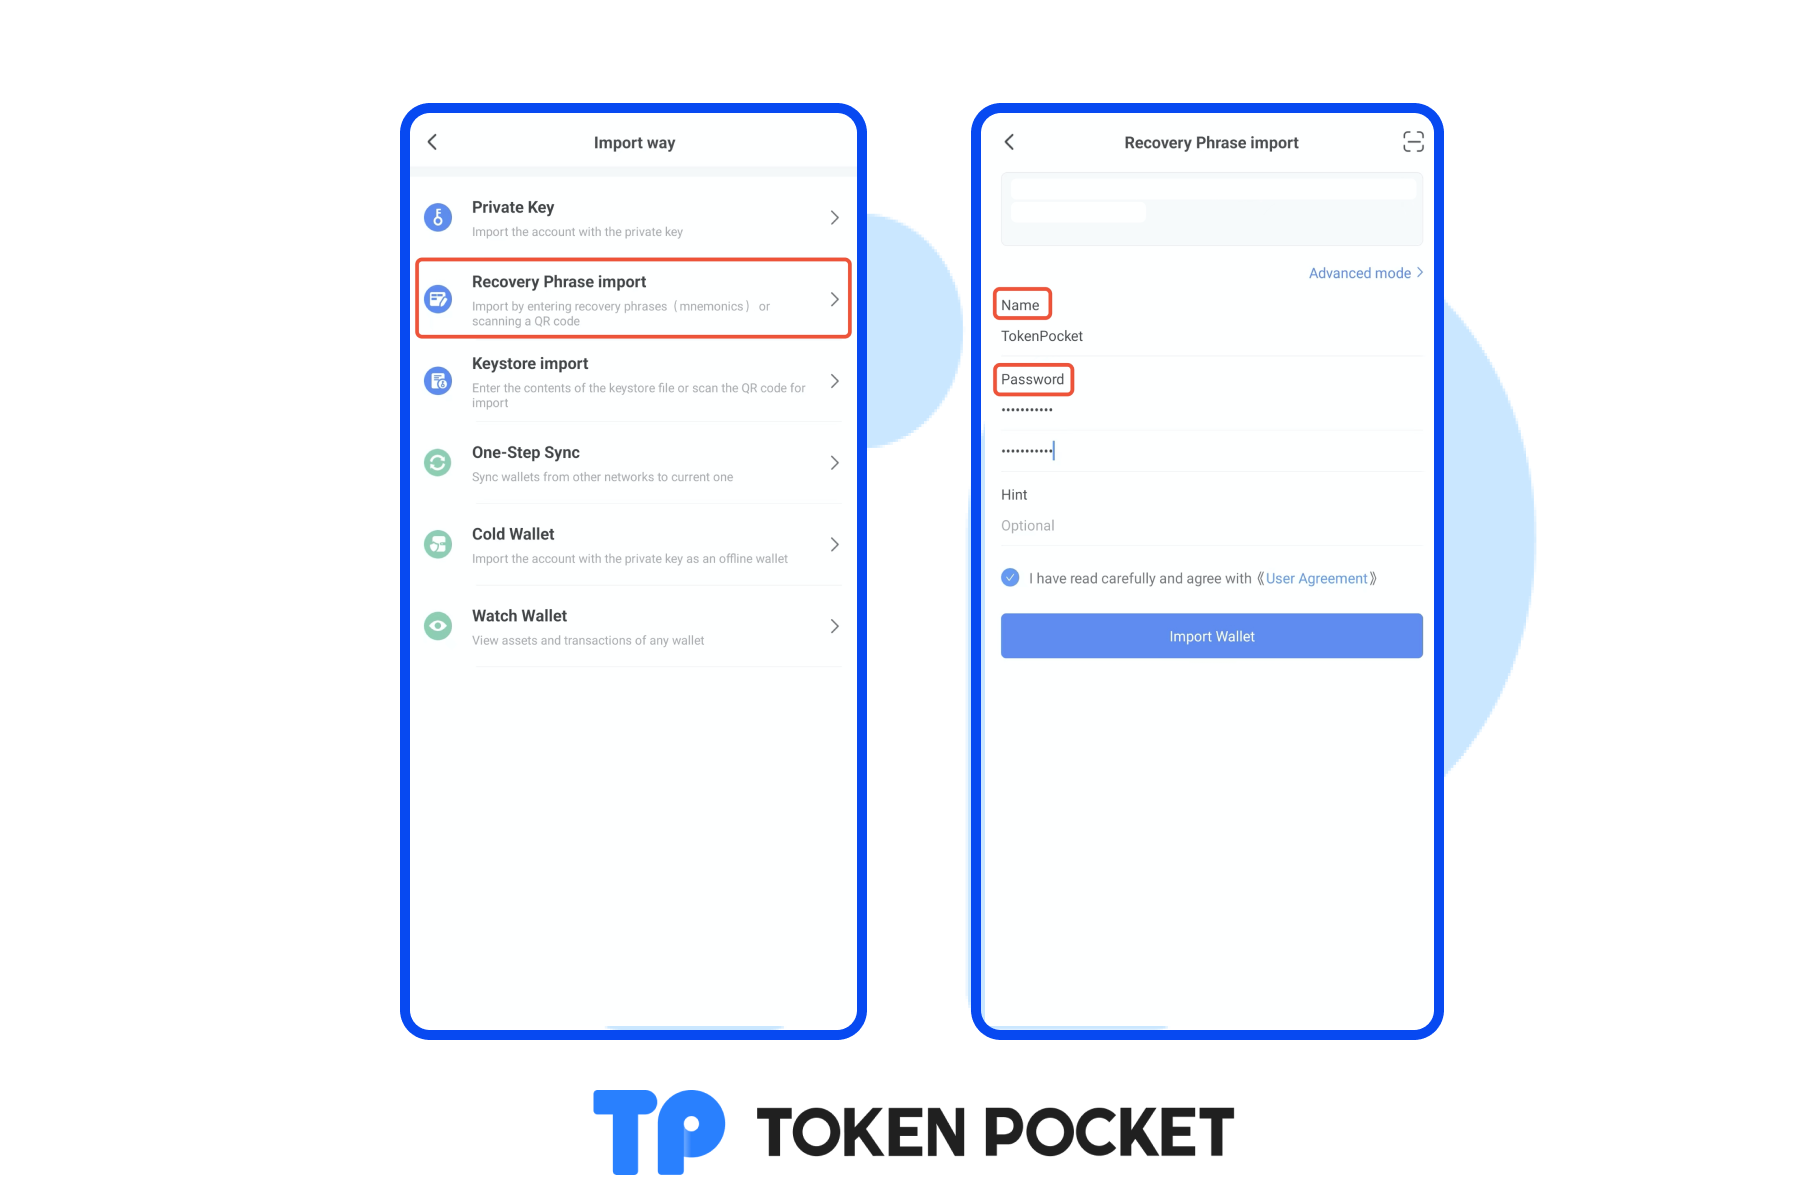 Import way
Private Key
Import the account with the private key
Recovery Phrase import
Import by entering recovery phrases（mnemonics） or
scanning a QR code
Keystore import
Enter the contents of the keystore file or scan the QR code for
import
One-Step Sync
Sync wallets from other networks to current one
Cold Wallet
Import the account with the private key as an offline wallet
Watch Wallet
View assets and transactions of any wallet
Recovery Phrase import
Advanced mode
Name
TokenPocket
Password
•••••••••••
•••••••••••
Hint
Optional
I have read carefully and agree with《User Agreement》
Import Wallet
TP TOKEN POCKET